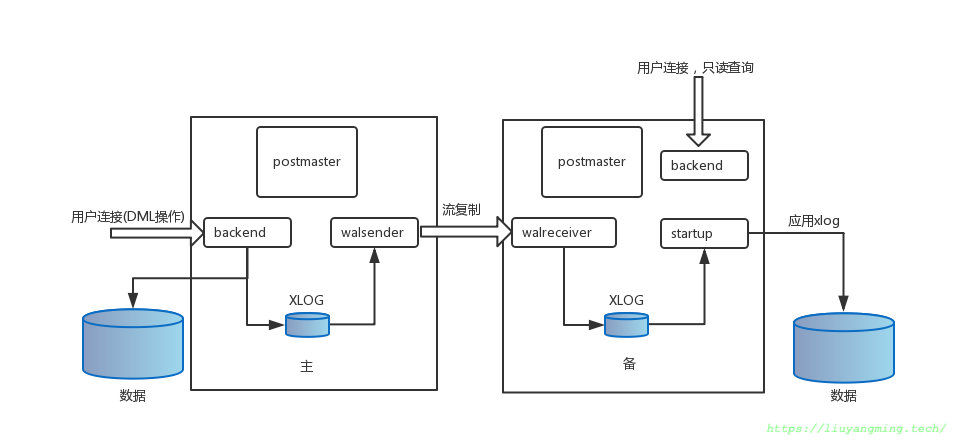 用户连接，只读查询
postmaster
postmaster
backend
用户连接(DML操作)
backend
walsender
流复制
walreceiver
startup
应用xlog
XLOG
XLOG
主
备
数据
数据
https://liuyangming.tech/